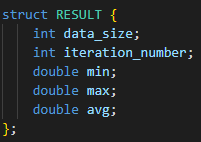 struct RESULT {
    int data_size;
    int iteration_number;
    double min;
    double max;
    double avg;
};